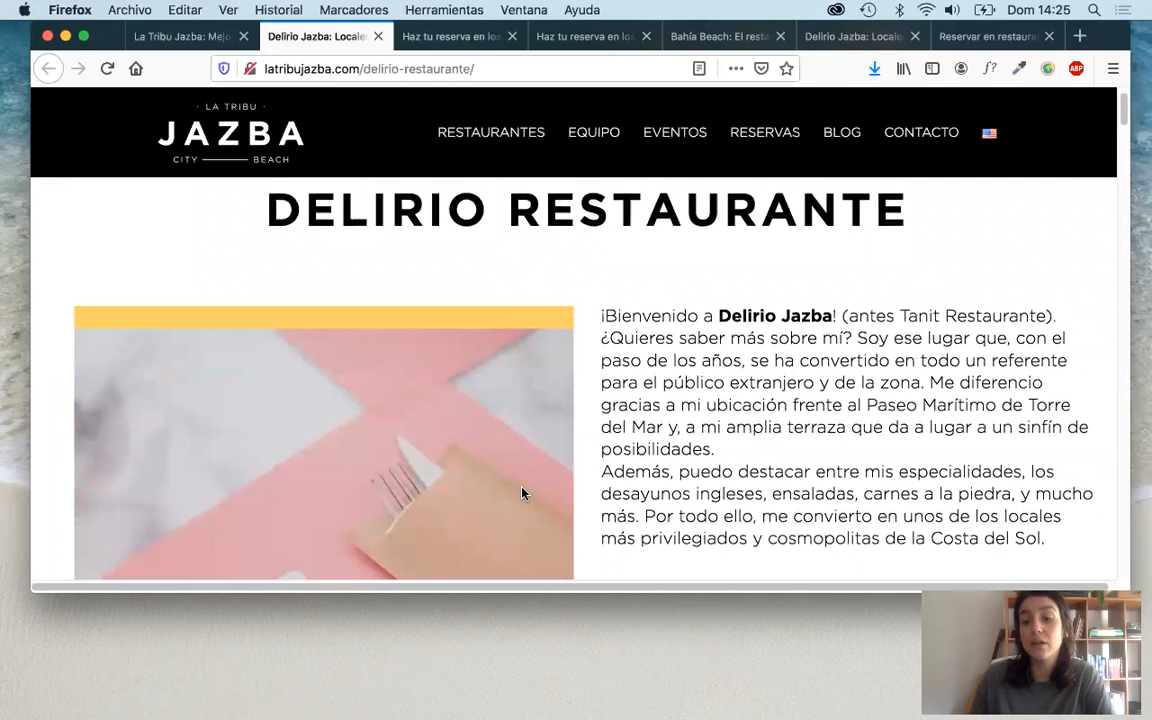 Firefox Archivo Editar Ver Historial Marcadores Herramientas Ventana Ayuda Dom 14:25
La Tribu Jazba: Mejo Delirio Jazba: Locale Haz tu reserva en lo Haz tu reserva en lo Bahía Beach: El resta Delirio Jazba: Locale Reservar en restaura
latribujazba.com/delirio-restaurante/ ABP
· LA TRIBU ·
JAZBA
CITY BEACH
RESTAURANTES EQUIPO EVENTOS RESERVAS BLOG CONTACTO
DELIRIO RESTAURANTE
¡Bienvenido a Delirio Jazba! (antes Tanit Restaurante).
¿Quieres saber más sobre mí? Soy ese lugar que, con el
paso de los años, se ha convertido en todo un referente
para el público extranjero y de la zona. Me diferencio
gracias a mi ubicación frente al Paseo Marítimo de Torre
del Mar y, a mi amplia terraza que da a lugar a un sinfín de
posibilidades.
Además, puedo destacar entre mis especialidades, los
desayunos ingleses, ensaladas, carnes a la piedra, y mucho
más. Por todo ello, me convierto en unos de los locales
más privilegiados y cosmopolitas de la Costa del Sol.